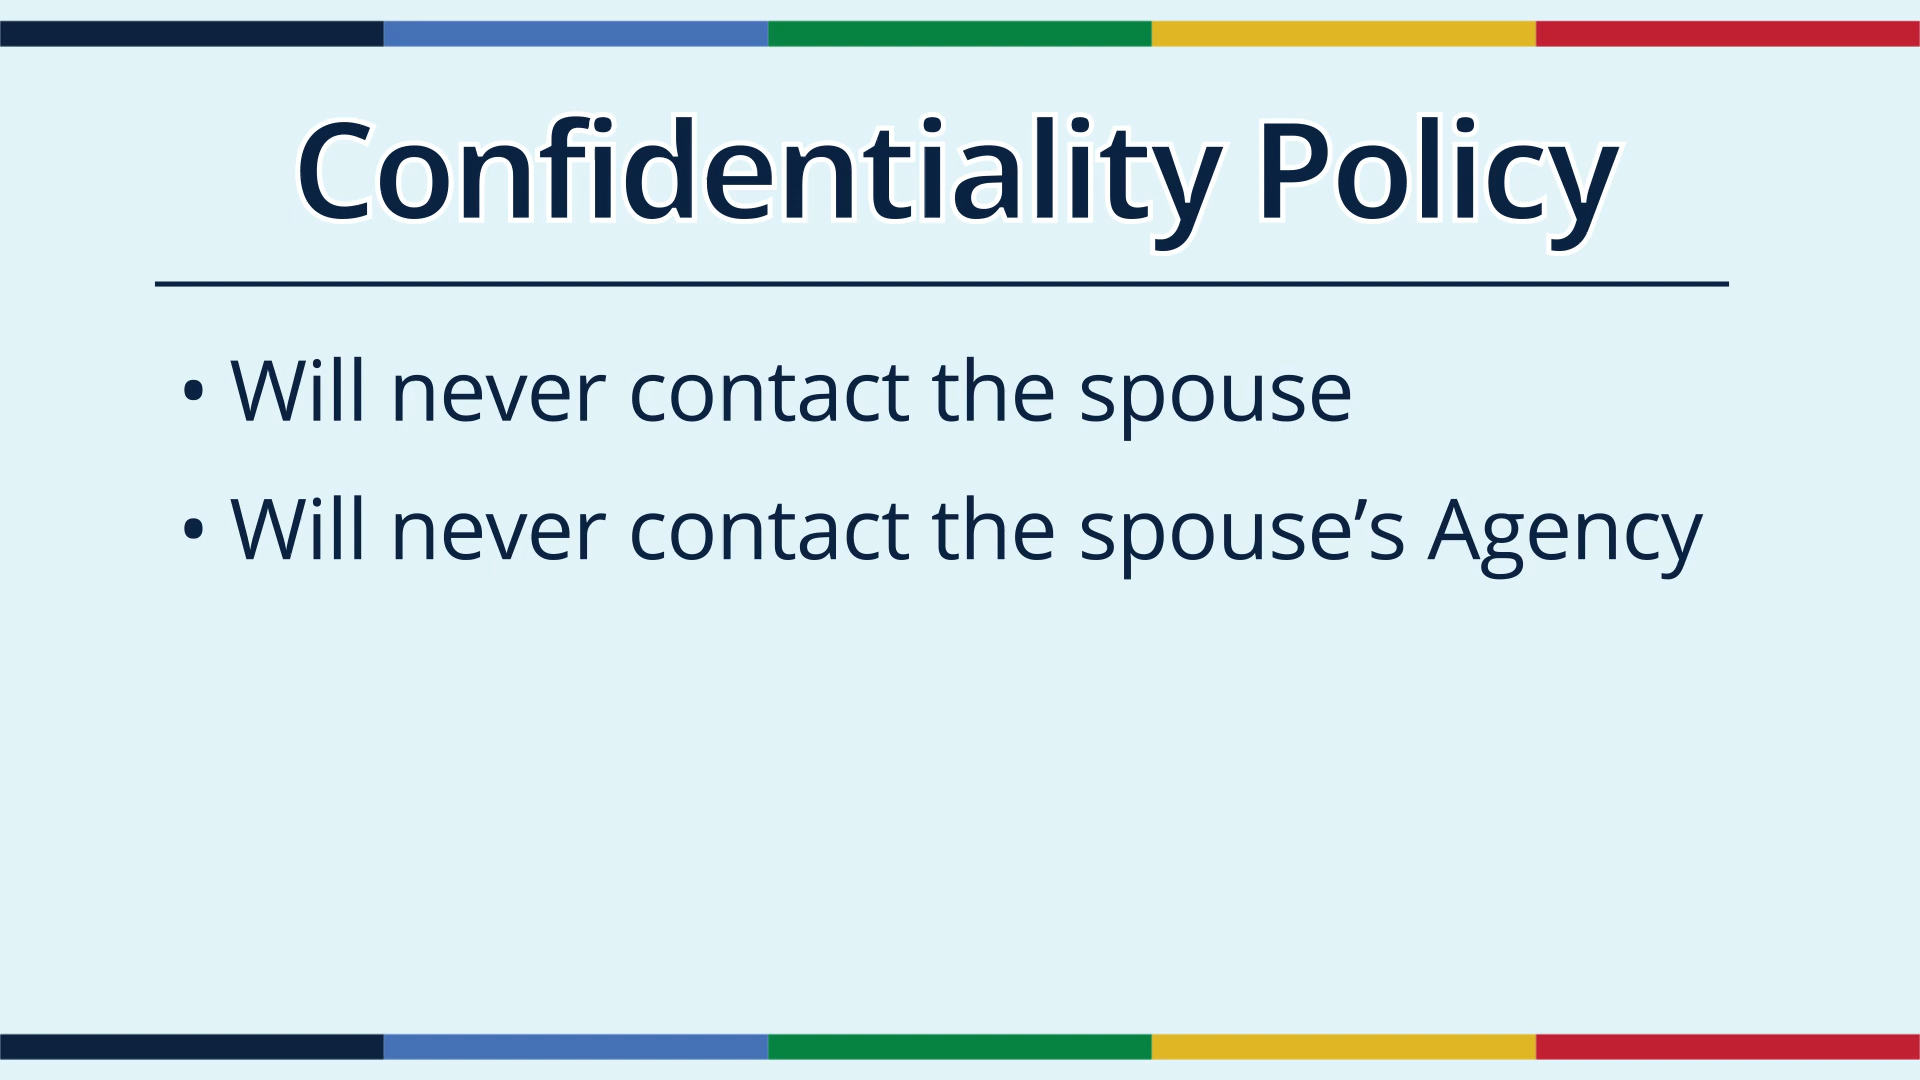 Confidentiality Policy
• Will never contact the spouse
• Will never contact the spouse’s Agency